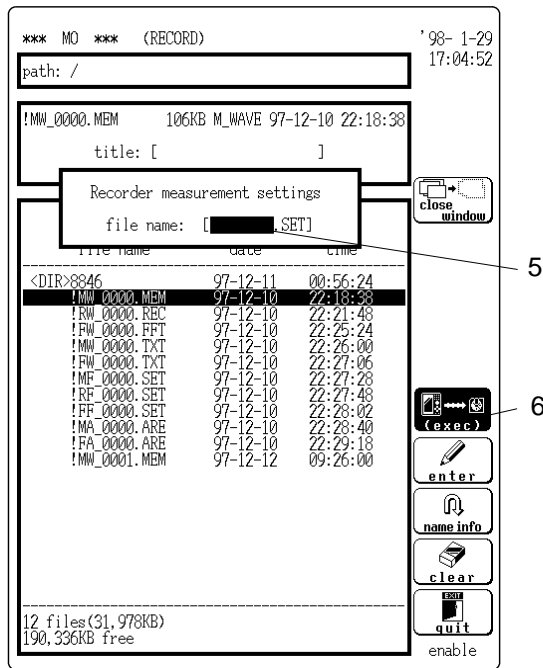 *** MO *** (RECORD)
'98- 1-29
17:04:52
path: /
!MW_0000.MEM 106KB M_WAVE 97-12-10 22:18:38
title: [ ]
Recorder measurement settings
file name: [ .SET]
close window
file name date time
5
<DIR>8846 97-12-11 00:56:24
!MW_0000.MEM 97-12-10 22:18:38
!RW_0000.REC 97-12-10 22:21:48
!FW_0000.FFT 97-12-10 22:25:24
!MW_0000.TXT 97-12-10 22:26:00
!FW_0000.TXT 97-12-10 22:27:06
!MF_0000.SET 97-12-10 22:27:28
!RF_0000.SET 97-12-10 22:27:48
!FF_0000.SET 97-12-10 22:28:02
!MA_0000.ARE 97-12-10 22:28:40
!FA_0000.ARE 97-12-10 22:29:18
!MW_0001.MEM 97-12-12 09:26:00
6
(exec)
enter
name info
clear
EXIT
quit
enable
12 files(31,978KB)
190,336KB free